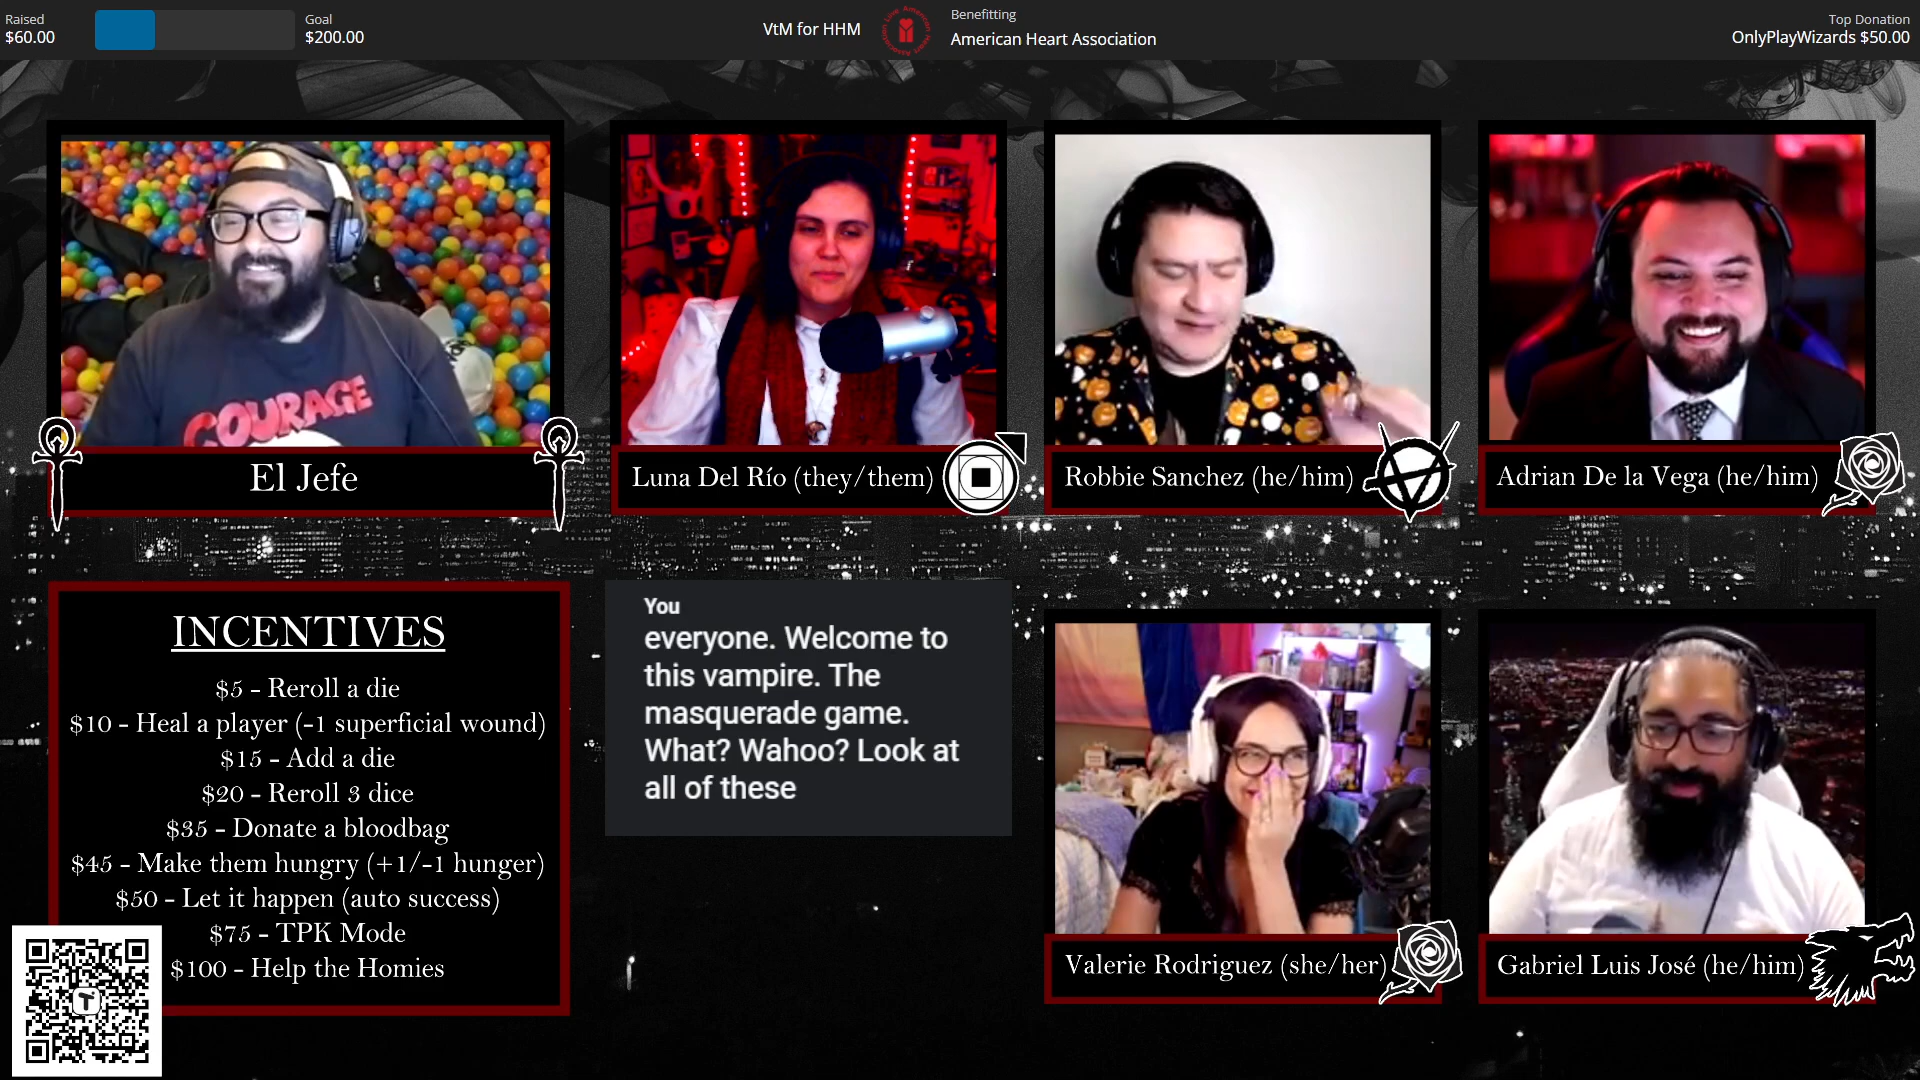 Raised
$60.00
Goal
$200.00
VtM for HHM
Benefitting
American Heart Association
Top Donation
OnlyPlayWizards $50.00
COURAGE
El Jefe
Luna Del Río (they/them)
Robbie Sanchez (he/him)
Adrian De la Vega (he/him)
INCENTIVES
$5 - Reroll a die
$10 - Heal a player (-1 superficial wound)
$15 - Add a die
$20 - Reroll 3 dice
$35 - Donate a bloodbag
$45 - Make them hungry (+1/-1 hunger)
$50 - Let it happen (auto success)
$75 - TPK Mode
$100 - Help the Homies
You
everyone. Welcome to
this vampire. The
masquerade game.
What? Wahoo? Look at
all of these
Valerie Rodriguez (she/her)
Gabriel Luis José (he/him)